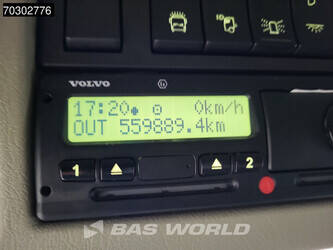 70302776
VOLVO
17:20 0km/h
OUT 559889.4km
1 2
BAS WORLD